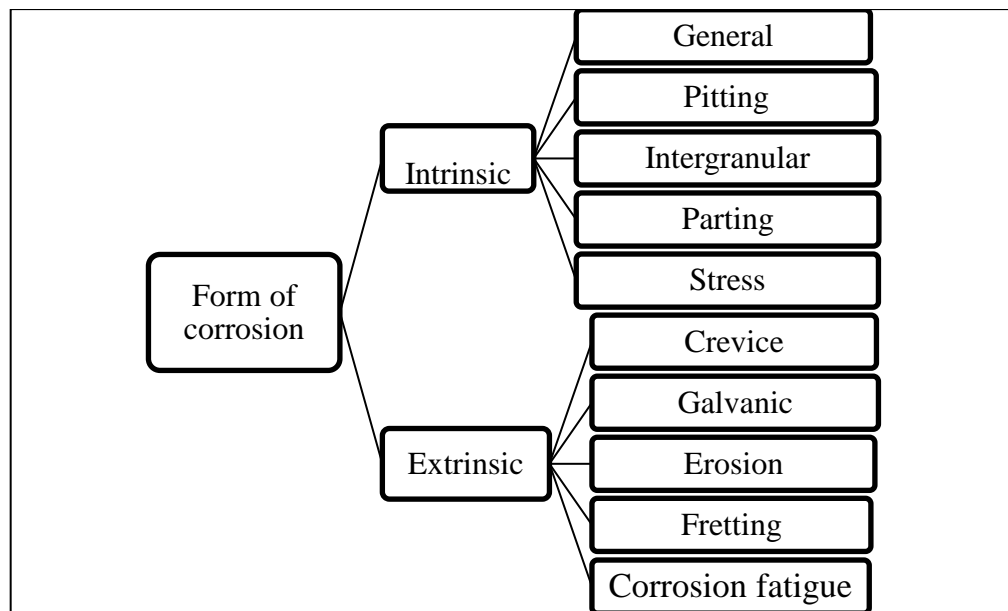 General
Pitting
Intrinsic
Intergranular
Parting
Stress
Form of
corrosion
Crevice
Galvanic
Extrinsic
Erosion
Fretting
Corrosion fatigue